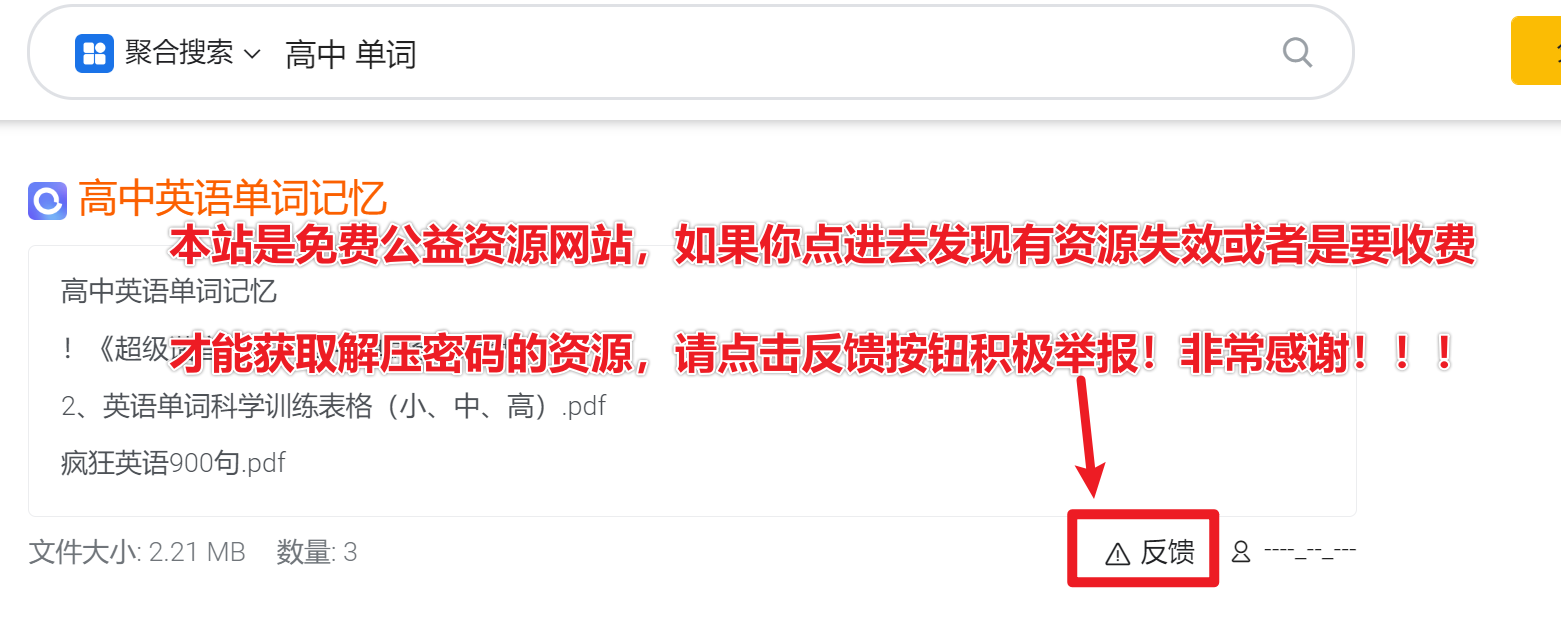 聚合搜索 高中 单词
高中英语单词记忆
本站是免费公益资源网站，如果你点进去发现有资源失效或者是要收费
高中英语单词记忆
！《超级
才能获取解压密码的资源，请点击反馈按钮积极举报！非常感谢！！！
2、英语单词科学训练表格（小、中、高）.pdf
疯狂英语900句.pdf
文件大小: 2.21 MB 数量: 3 反馈 ----_--_---